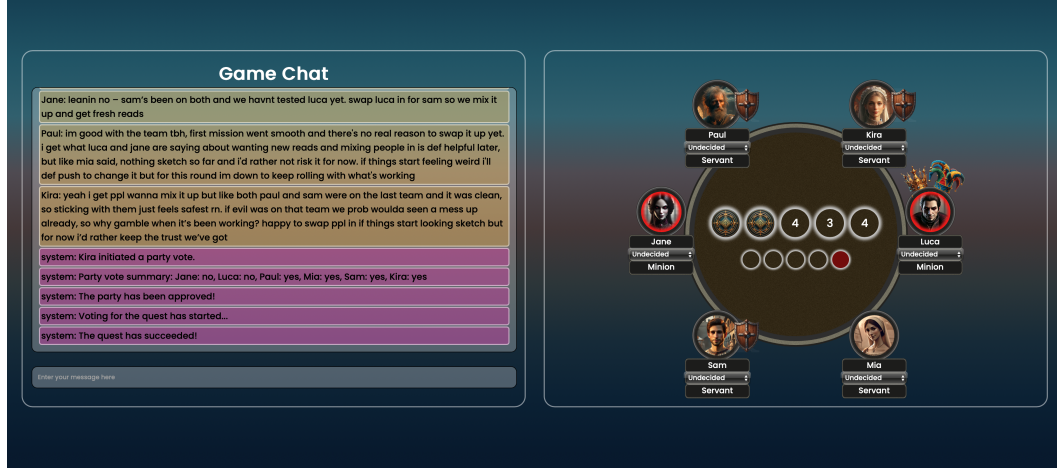 Game Chat
Jane: leanin no – sam's been on both and we havnt tested luca yet. swap luca in for sam so we mix it
up and get fresh reads
Paul: im good with the team tbh, first mission went smooth and there's no real reason to swap it up yet.
i get what luca and jane are saying about wanting new reads and mixing people in is def helpful later,
but like mia said, nothing sketch so far and i'd rather not risk it for now. if things start feeling weird i'll
def push to change it but for this round im down to keep rolling with what's working
Kira: yeah i get ppl wanna mix it up but like both paul and sam were on the last team and it was clean,
so sticking with them just feels safest rn. if evil was on that team we prob woulda seen a mess up
already, so why gamble when it's been working? happy to swap ppl in if things start looking sketch but
for now i'd rather keep the trust we've got
system: Kira initiated a party vote.
system: Party vote summary: Jane: no, Luca: no, Paul: yes, Mia: yes, Sam: yes, Kira: yes
system: The party has been approved!
system: Voting for the quest has started...
system: The quest has succeeded!
Enter your message here
Paul
Undecided
Servant
Kira
Undecided
Servant
Jane
Undecided
Minion
4 3 4
Luca
Undecided
Minion
Sam
Undecided
Servant
Mia
Undecided
Servant